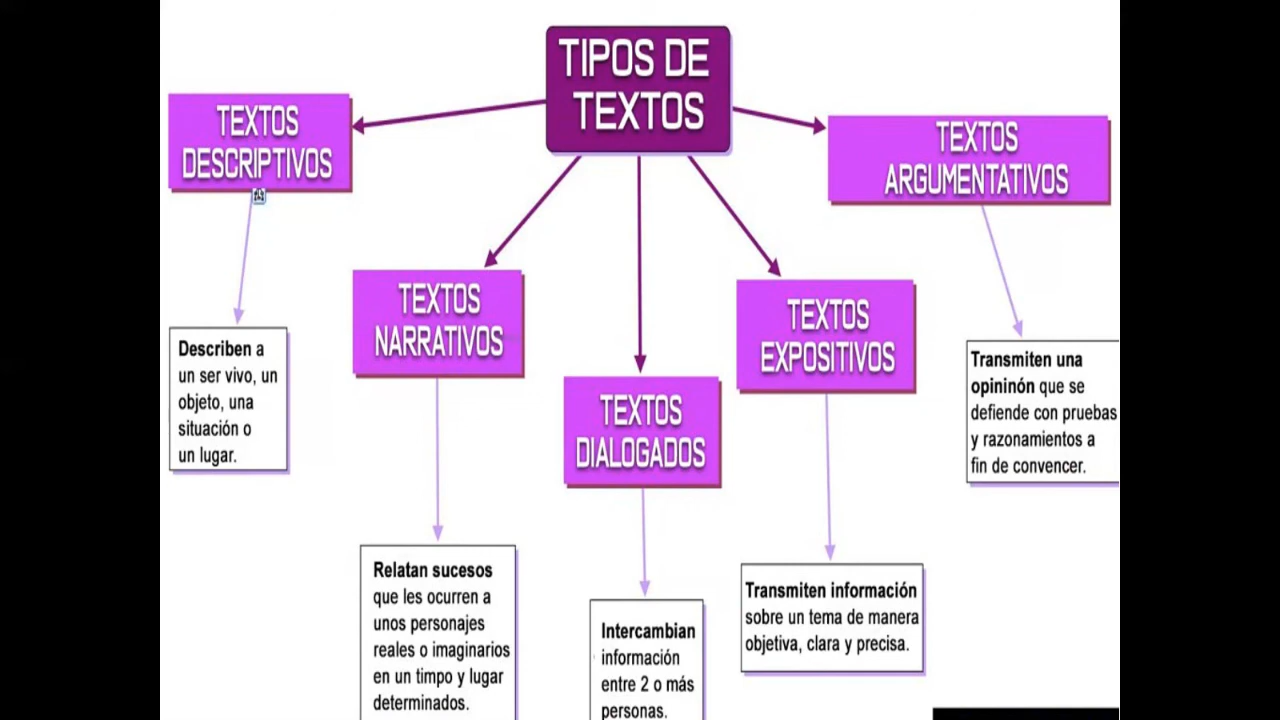 TIPOS DE
TEXTOS
TEXTOS
DESCRIPTIVOS
Describen a
un ser vivo, un
objeto, una
situación o
un lugar.
TEXTOS
NARRATIVOS
Relatan sucesos
que les ocurren a
unos personjes
reales o imaginarios
en un timpo y lugar
determinados.
TEXTOS
DIALOGADOS
Intercambian
información
entre 2 o más
personas.
TEXTOS
EXPOSITIVOS
Transmiten información
sobre un tema de manera
objetiva, clara y precisa.
TEXTOS
ARGUMENTATIVOS
Transmiten una
opininón que se
defiende con pruebas
y razonamientos a
fin de convencer.